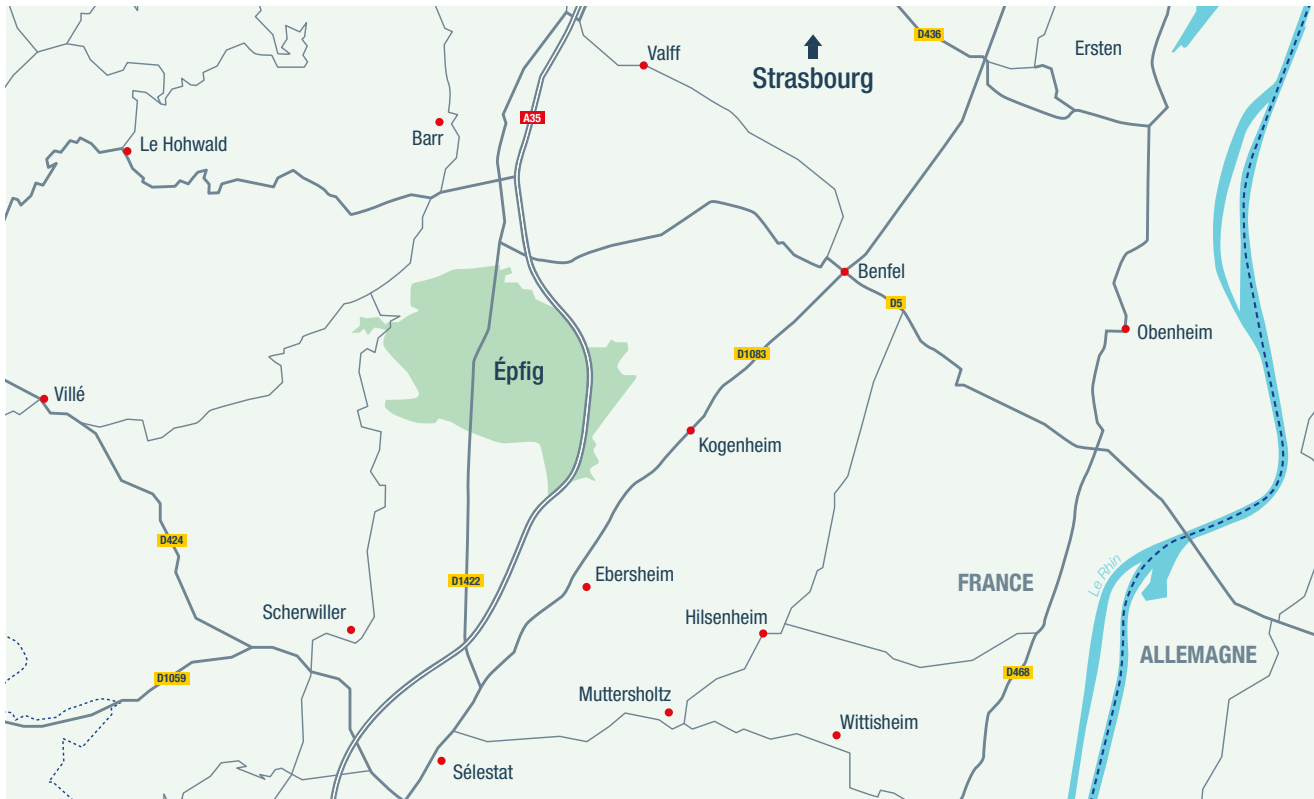 D436
Ersten
Valff
Strasbourg
A35
Barr
Le Hohwald
Benfel
D5
Obenheim
D1083
Épfig
Villé
Kogenheim
D424
Le Rhin
D1422
Ebersheim
FRANCE
Scherwiller
Hilsenheim
ALLEMAGNE
D1059
D468
Muttersholtz
Wittisheim
Sélestat